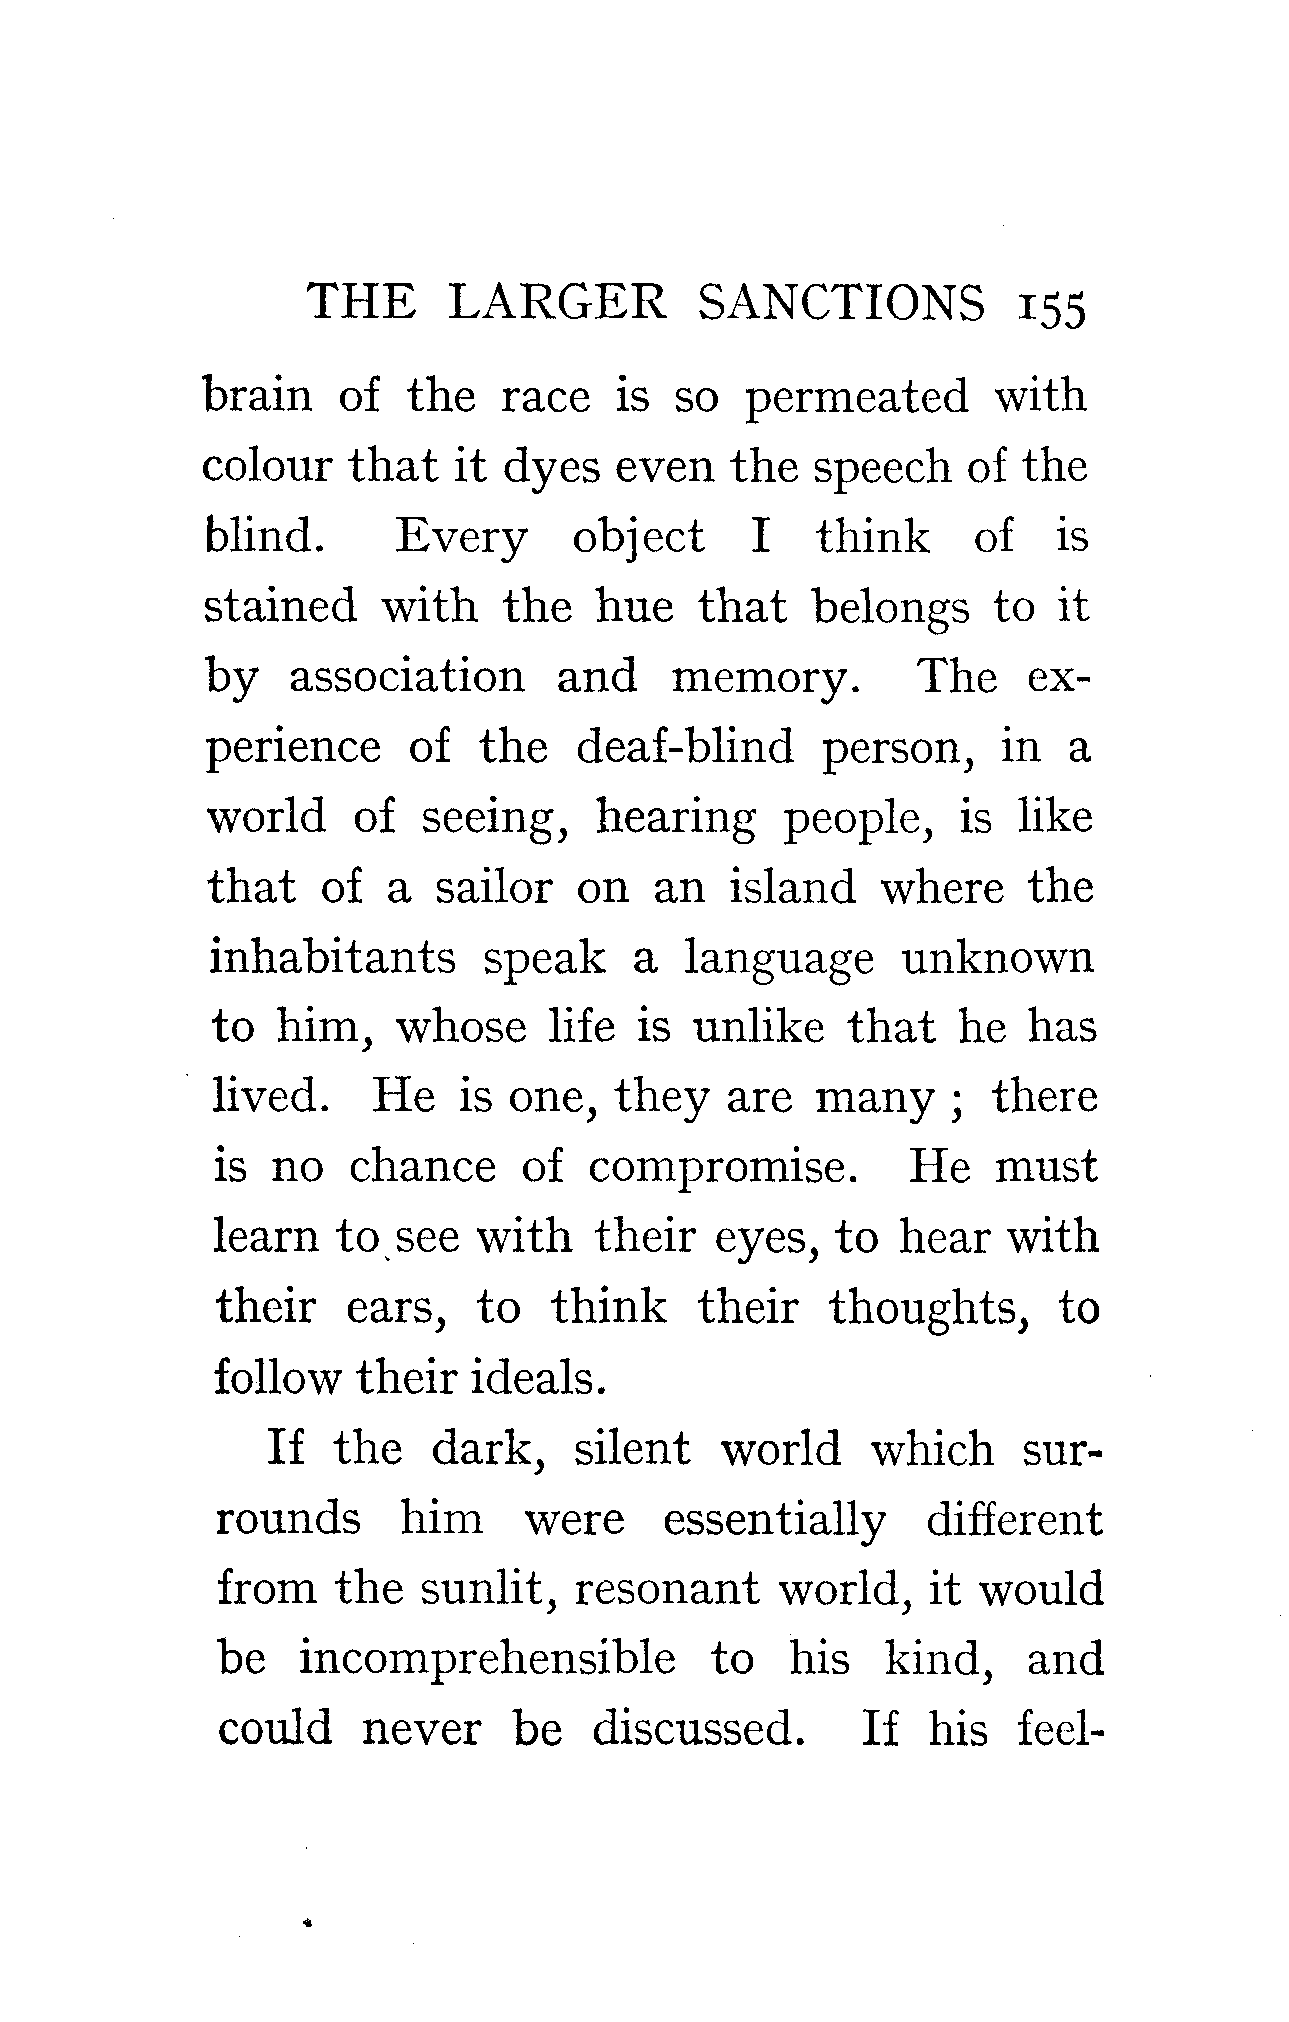 THE LARGER SANCTIONS 155
brain of the race is so permeated with
colour that it dyes even the speech of the
blind. Every object I think of is
stained with the hue that belongs to it
by association and memory. The ex-
perience of the deaf-blind person, in a
world of seeing, hearing people, is like
that of a sailor on an island where the
inhabitants speak a language unknown
to him, whose life is unlike that he has
lived. He is one, they are many ; there
is no chance of compromise. He must
learn to see with their eyes, to hear with
their ears, to think their thoughts, to
follow their ideals.
If the dark, silent world which sur-
rounds him were essentially different
from the sunlit, resonant world, it would
be incomprehensible to his kind, and
could never be discussed. If his feel-